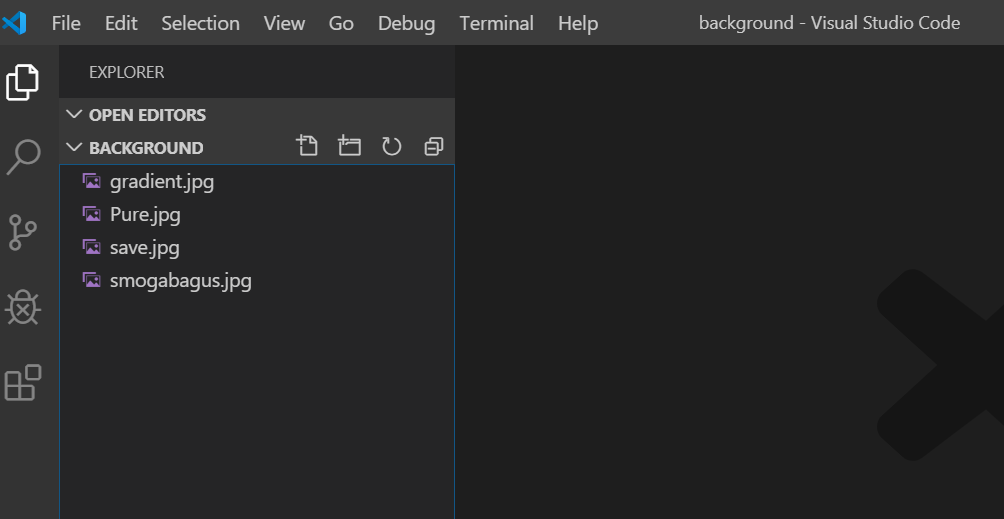 File Edit Selection View Go Debug Terminal Help background - Visual Studio Code
EXPLORER
OPEN EDITORS
BACKGROUND
gradient.jpg
Pure.jpg
save.jpg
smogabagus.jpg